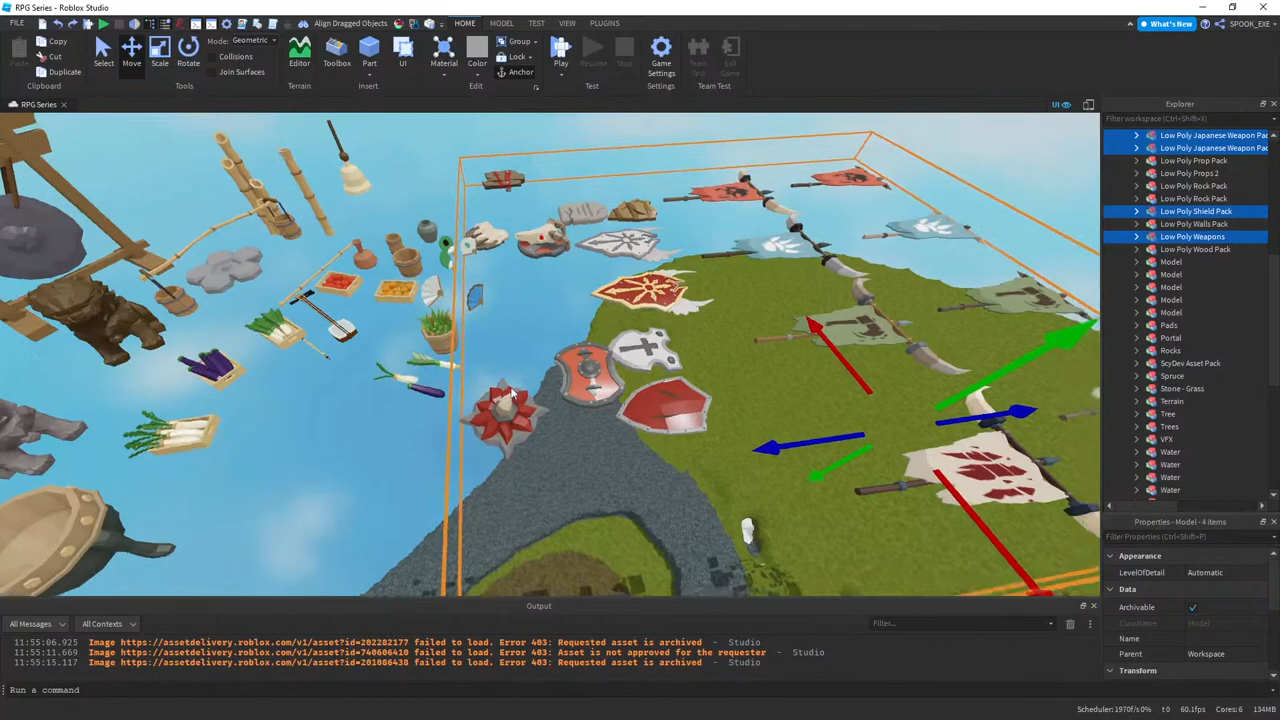 RPG Series - Roblox Studio
FILE
Align Dragged Objects
HOME
MODEL
TEST
VIEW
PLUGINS
What's New
SPOOK_EXE
Paste
Copy
Cut
Duplicate
Clipboard
Select
Move
Scale
Rotate
Mode: Geometric
Collisions
Join Surfaces
Tools
Editor
Terrain
Toolbox
Part
UI
Insert
Material
Color
Group
Lock
Anchor
Edit
Play
Resume
Stop
Test
Game Settings
Settings
Team Test
Exit Game
Team Test
RPG Series
UI
Explorer
Filter workspace (Ctrl+Shift+X)
Low Poly Japanese Weapon Pac
Low Poly Japanese Weapon Pac
Low Poly Prop Pack
Low Poly Props 2
Low Poly Rock Pack
Low Poly Rock Pack
Low Poly Shield Pack
Low Poly Walls Pack
Low Poly Weapons
Low Poly Wood Pack
Model
Model
Model
Model
Model
Pads
Portal
Rocks
ScyDev Asset Pack
Spruce
Stone - Grass
Terrain
Tree
Trees
VFX
Water
Water
Water
Water
Properties - Model - 4 items
Filter Properties (Ctrl+Shift+P)
Appearance
LevelOfDetail Automatic
Data
Archivable
ClassName Model
Name
Parent Workspace
Transform
Output
All Messages
All Contexts
Filter...
11:55:06.925 Image https://assetdelivery.roblox.com/v1/asset?id=202282177 failed to load. Error 403: Requested asset is archived - Studio
11:55:11.669 Image https://assetdelivery.roblox.com/v1/asset?id=740606410 failed to load. Error 403: Asset is not approved for the requester - Studio
11:55:15.117 Image https://assetdelivery.roblox.com/v1/asset?id=201086438 failed to load. Error 403: Requested asset is archived - Studio
Run a command
Scheduler: 1970f/s 0%
t0
60.1fps
Cores: 6
134MB